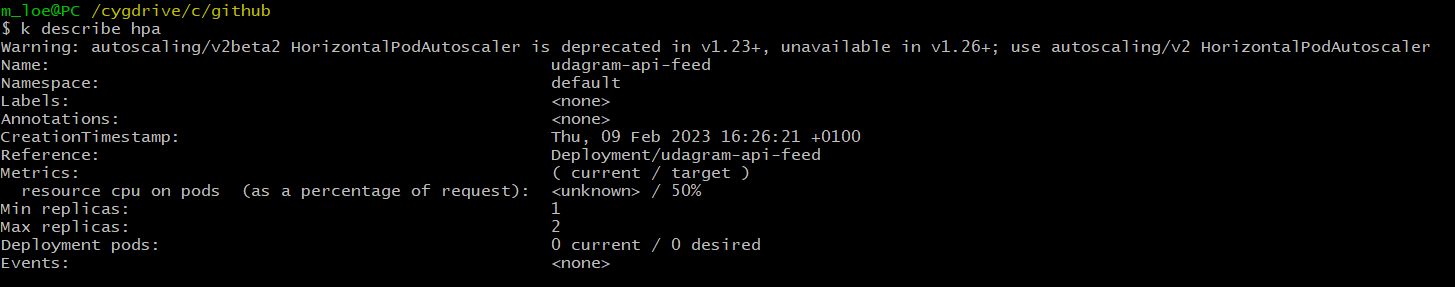 m_loe@PC /cygdrive/c/github
$ k describe hpa
Warning: autoscaling/v2beta2 HorizontalPodAutoscaler is deprecated in v1.23+, unavailable in v1.26+; use autoscaling/v2 HorizontalPodAutoscaler
Name: udagram-api-feed
Namespace: default
Labels: <none>
Annotations: <none>
CreationTimestamp: Thu, 09 Feb 2023 16:26:21 +0100
Reference: Deployment/udagram-api-feed
Metrics: ( current / target )
resource cpu on pods (as a percentage of request): <unknown> / 50%
Min replicas: 1
Max replicas: 2
Deployment pods: 0 current / 0 desired
Events: <none>